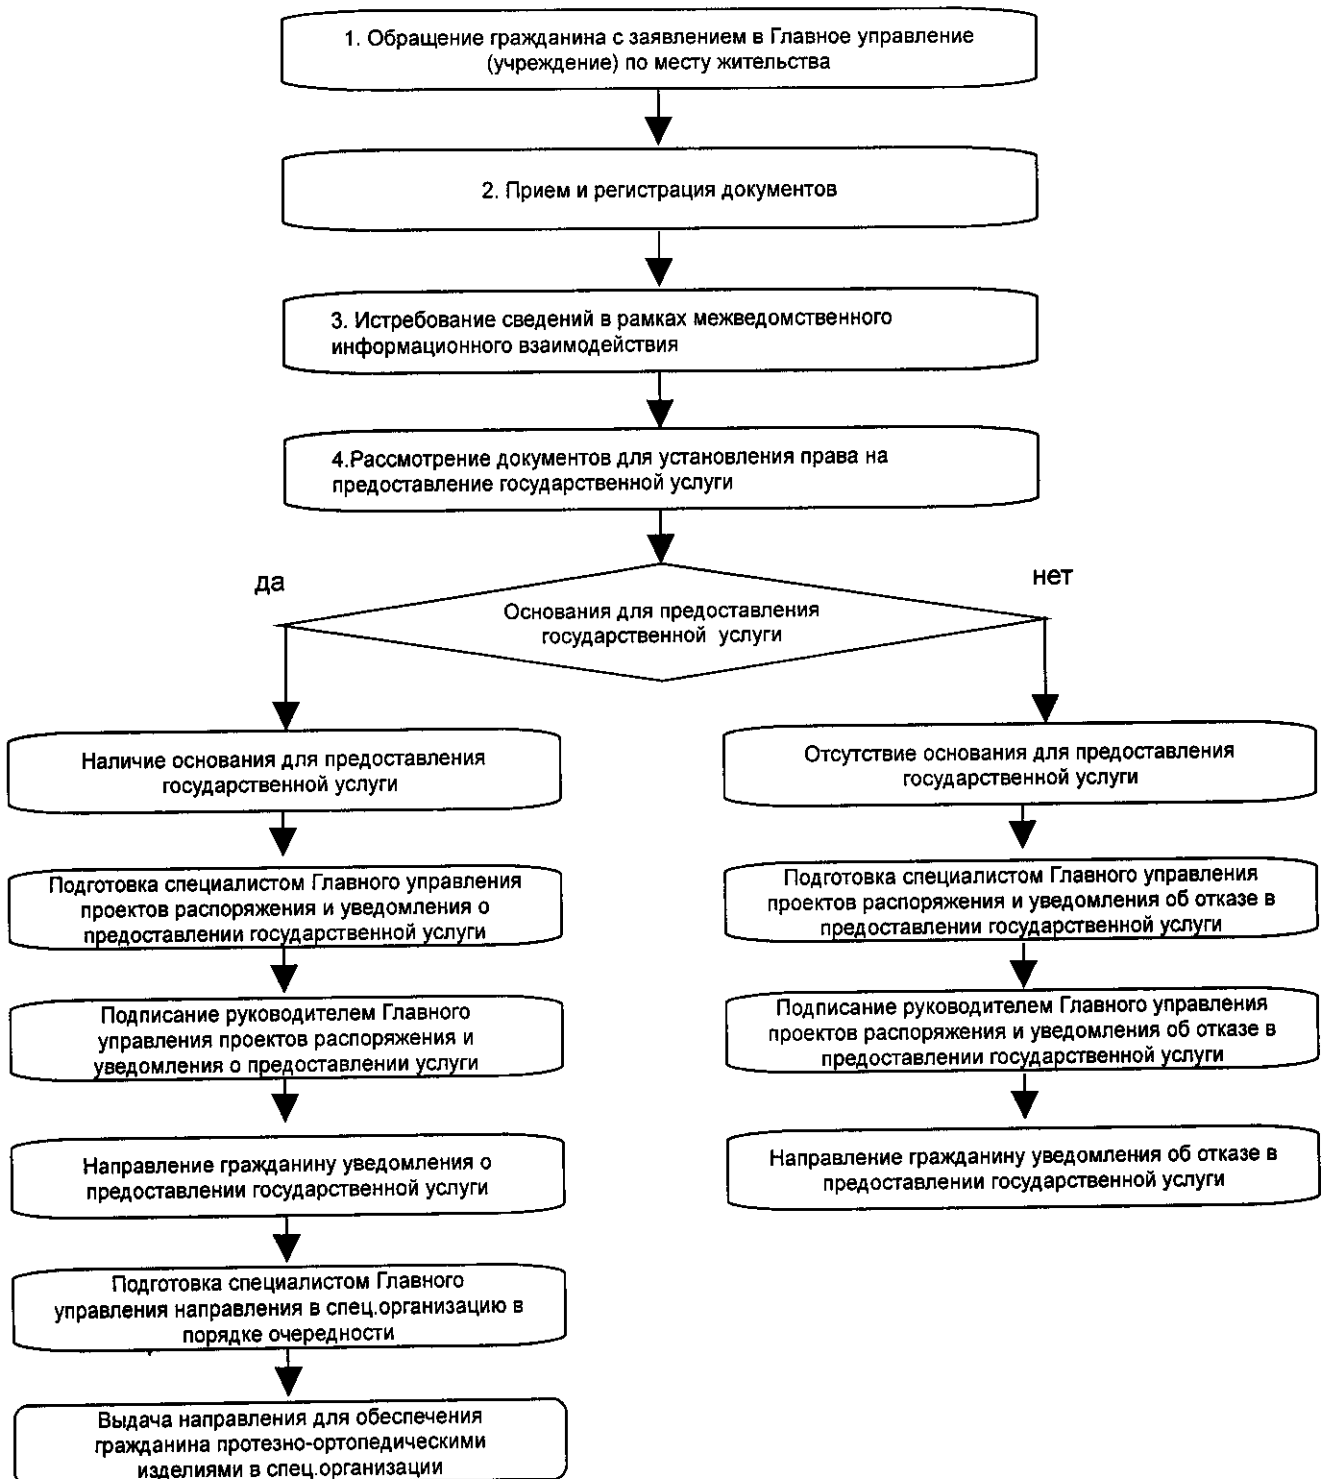 1. Обращение гражданина с заявлением в Главное управление
(учреждение) по месту жительства
2. Прием и регистрация документов
3. Истребование сведений в рамках межведомственного
информационного взаимодействия
4.Рассмотрение документов для установления права на
предоставление государственной услуги
да
нет
Основания для предоставления
государственной услуги
Наличие основания для предоставления
государственной услуги
Подготовка специалистом Главного управления
проектов распоряжения и уведомления о
предоставлении государственной услуги
Подписание руководителем Главного
управления проектов распоряжения и
уведомления о предоставлении услуги
Направление гражданину уведомления о
предоставлении государственной услуги
Подготовка специалистом Главного
управления направления в спец.организацию в
порядке очередности
Выдача направления для обеспечения
гражданина протезно-ортопедическими
изделиями в спец.организации
Отсутствие основания для предоставления
государственной услуги
Подготовка специалистом Главного управления
проектов распоряжения и уведомления об отказе в
предоставлении государственной услуги
Подписание руководителем Главного управления
проектов распоряжения и уведомления об отказе в
предоставлении государственной услуги
Направление гражданину уведомления об отказе в
предоставлении государственной услуги